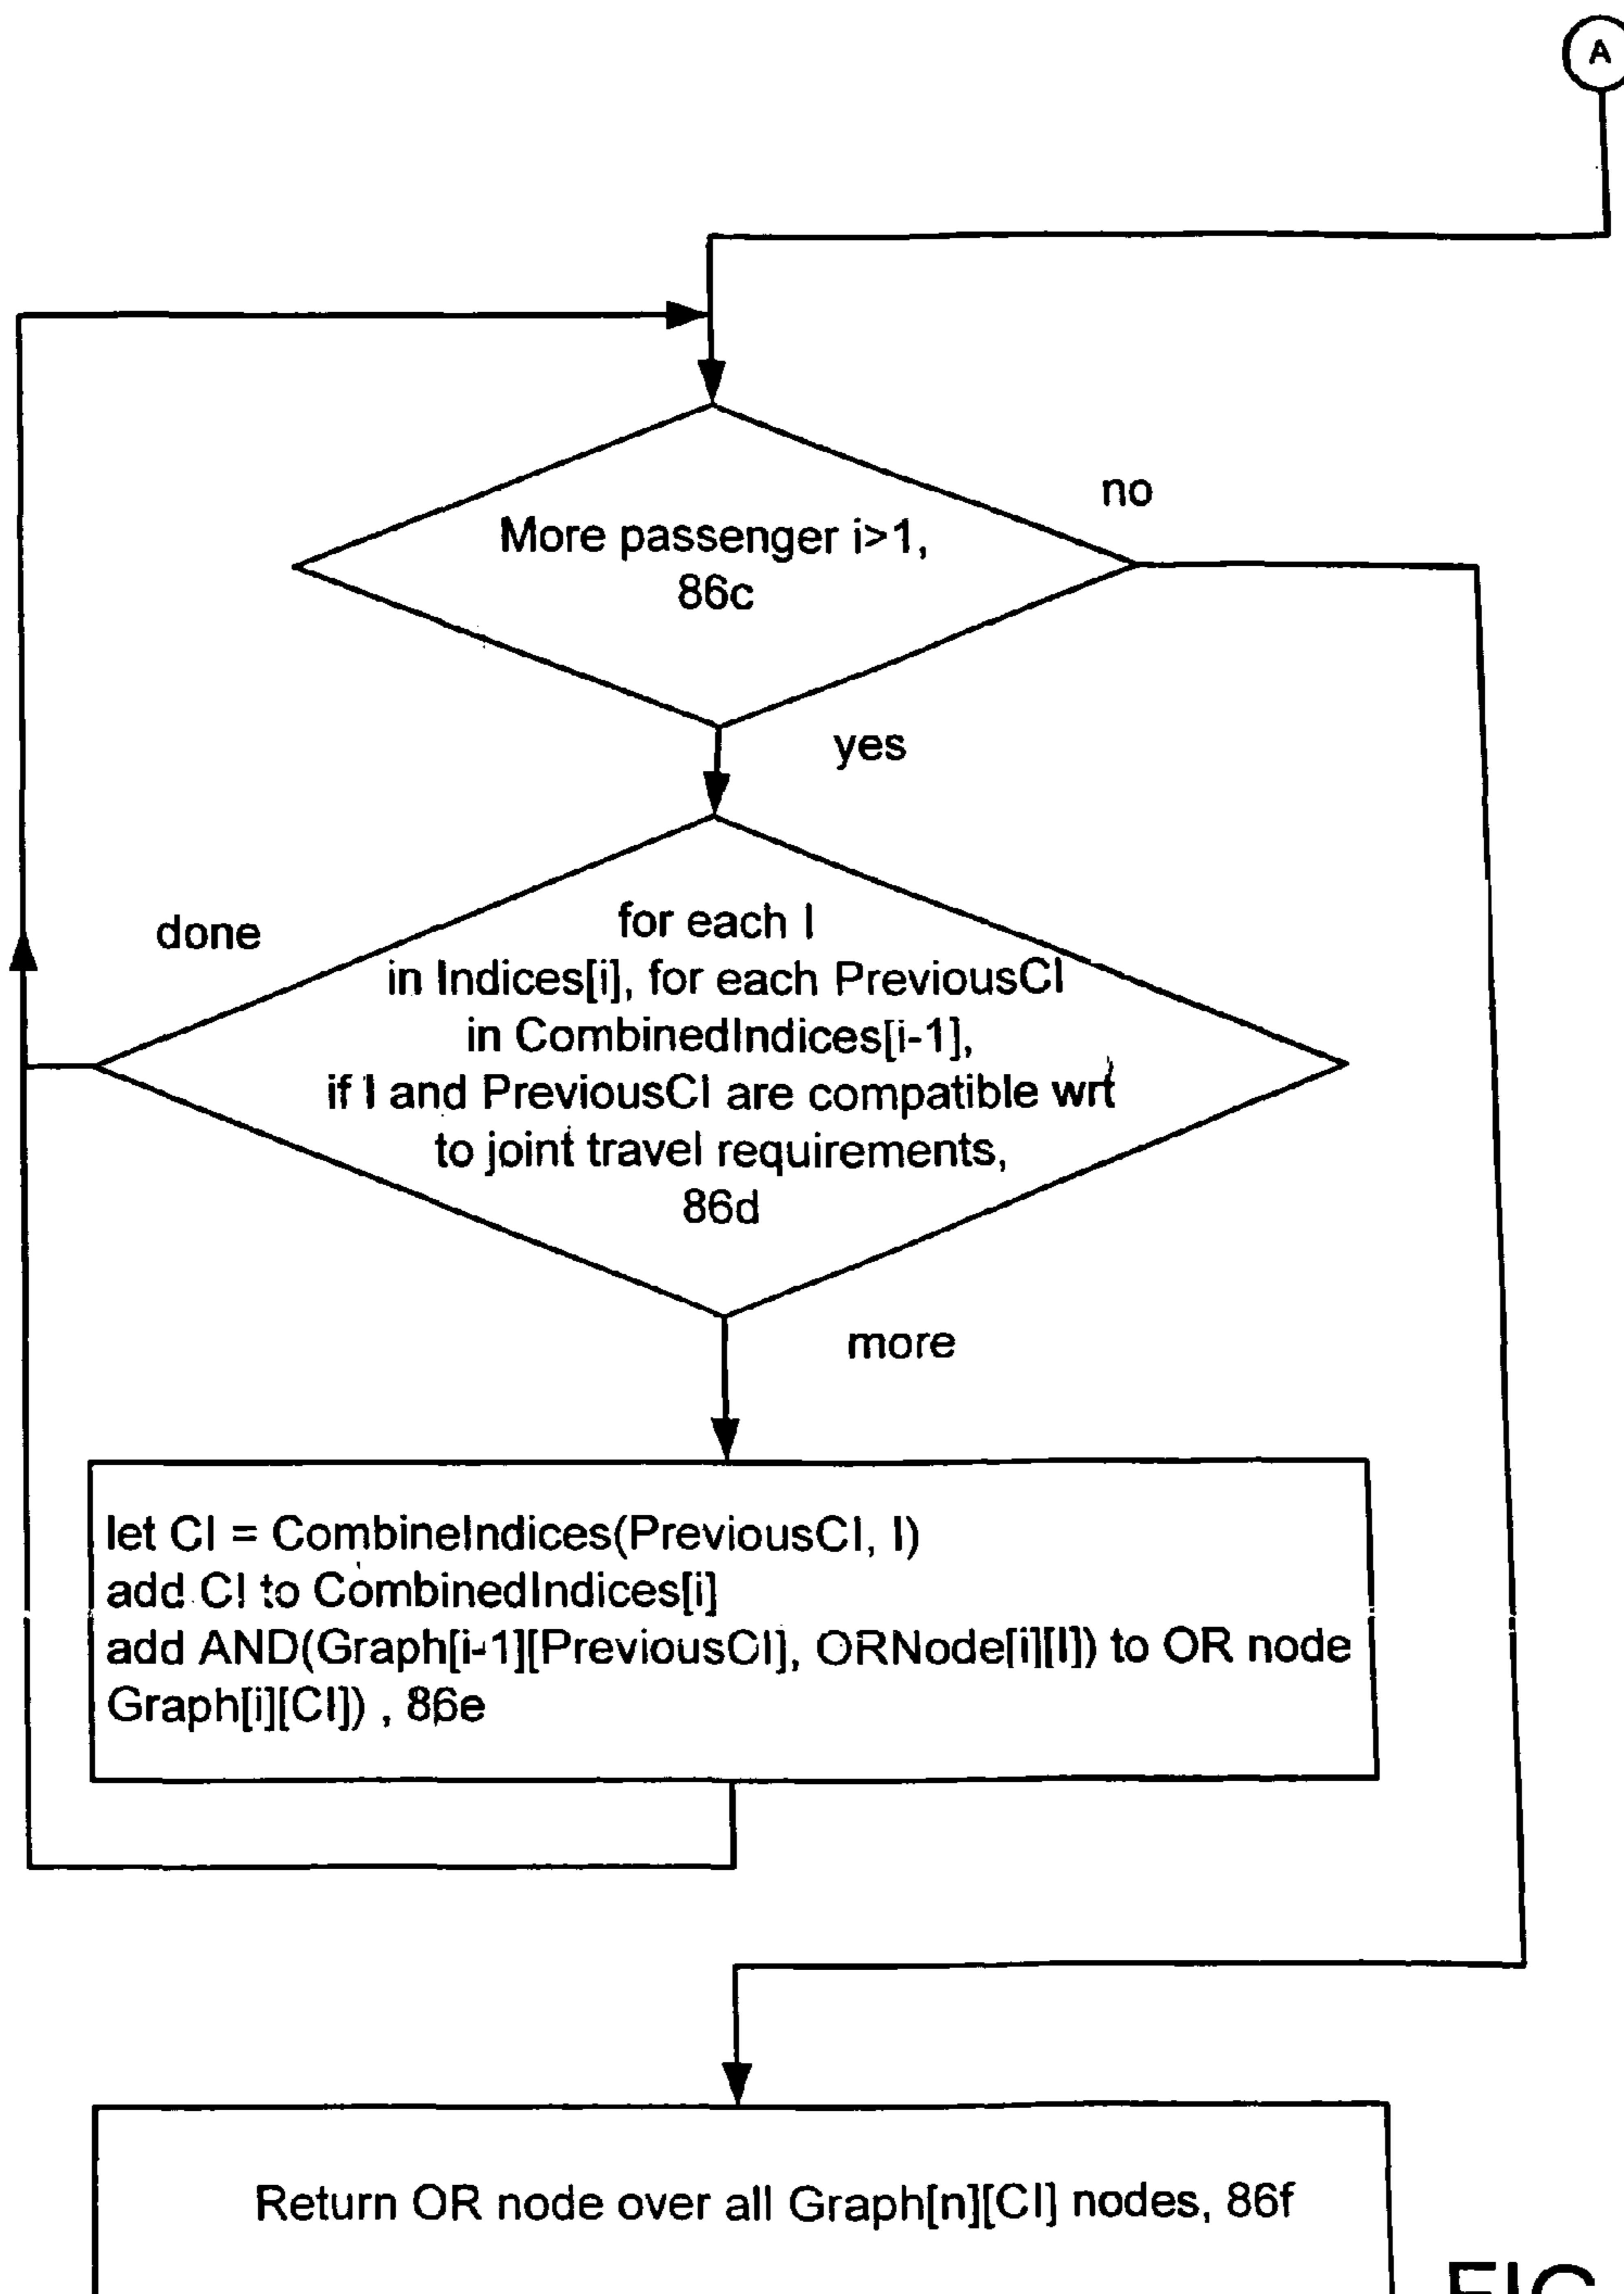 A
More passenger i>1,
86c
no
yes
done
for each I
in Indices[i], for each PreviousCI
in CombinedIndices[i-1],
if I and PreviousCI are compatible wrt
to joint travel requirements,
86d
more
let CI = CombineIndices(PreviousCI, I)
add CI to CombinedIndices[i]
add AND(Graph[i-1][PreviousCI], ORNode[i][I]) to OR node
Graph[i][CI]) , 86e
Return OR node over all Graph[n][CI] nodes, 86f